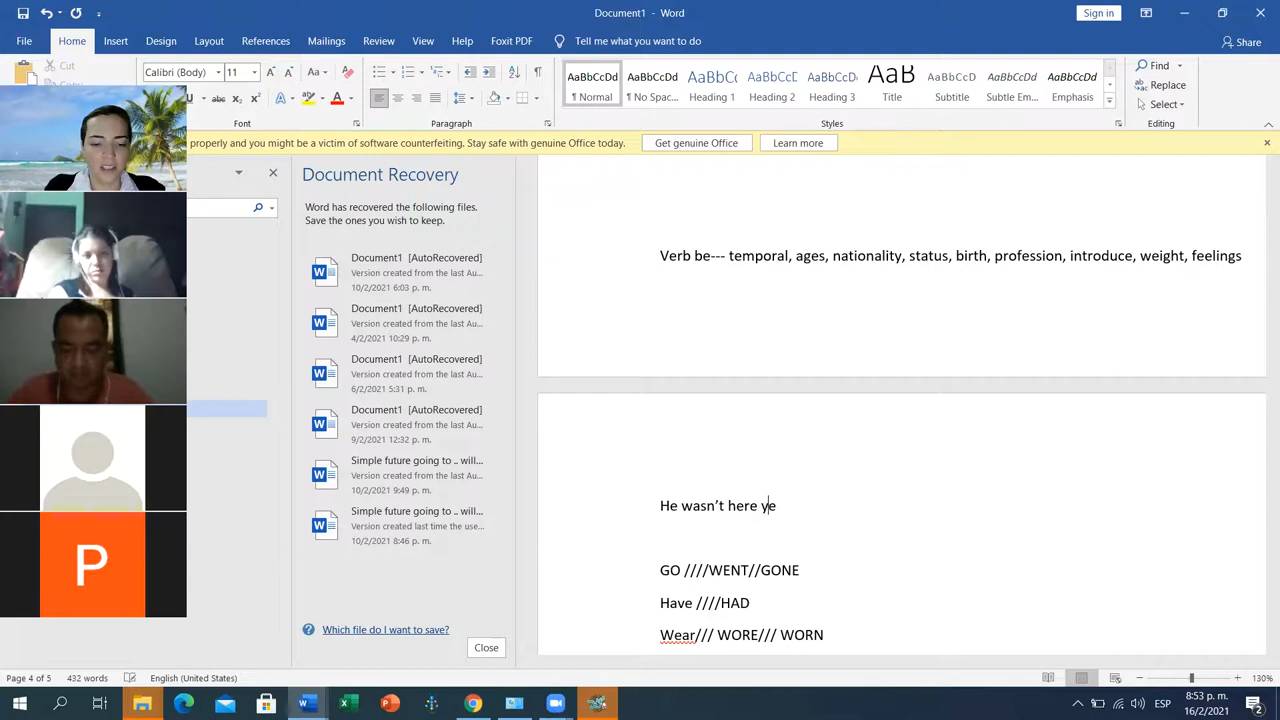 Document1 - Word
Sign in
File Home Insert Design Layout References Mailings Review View Help Foxit PDF Tell me what you want to do
Share
Cut
Calibri (Body) 11
Aa
AaBbCcDd AaBbCcDd AaBbC( AaBbCcC AaBbCcD AaB AaBbCcD AaBbCcDd AaBbCcDd
¶ Normal ¶ No Spac... Heading 1 Heading 2 Heading 3 Title Subtitle Subtle Em... Emphasis
Find
Replace
Select
Font Paragraph Styles Editing
properly and you might be a victim of software counterfeiting. Stay safe with genuine Office today.
Get genuine Office
Learn more
Document Recovery
Word has recovered the following files.
Save the ones you wish to keep.
Document1 [AutoRecovered]
Version created from the last Au...
10/2/2021 6:03 p. m.
Document1 [AutoRecovered]
Version created from the last Au...
4/2/2021 10:29 p. m.
Document1 [AutoRecovered]
Version created from the last Au...
6/2/2021 5:31 p. m.
Document1 [AutoRecovered]
Version created from the last Au...
9/2/2021 12:32 p. m.
Simple future going to .. will...
Version created from the last Au...
10/2/2021 9:49 p. m.
Simple future going to .. will...
Version created last time the use...
10/2/2021 8:46 p. m.
Which file do I want to save?
Close
Verb be--- temporal, ages, nationality, status, birth, profession, introduce, weight, feelings
He wasn’t here ye
GO ////WENT//GONE
Have ////HAD
Wear/// WORE/// WORN
P
Page 4 of 5 432 words English (United States)
130%
ESP
8:53 p. m.
16/2/2021
2